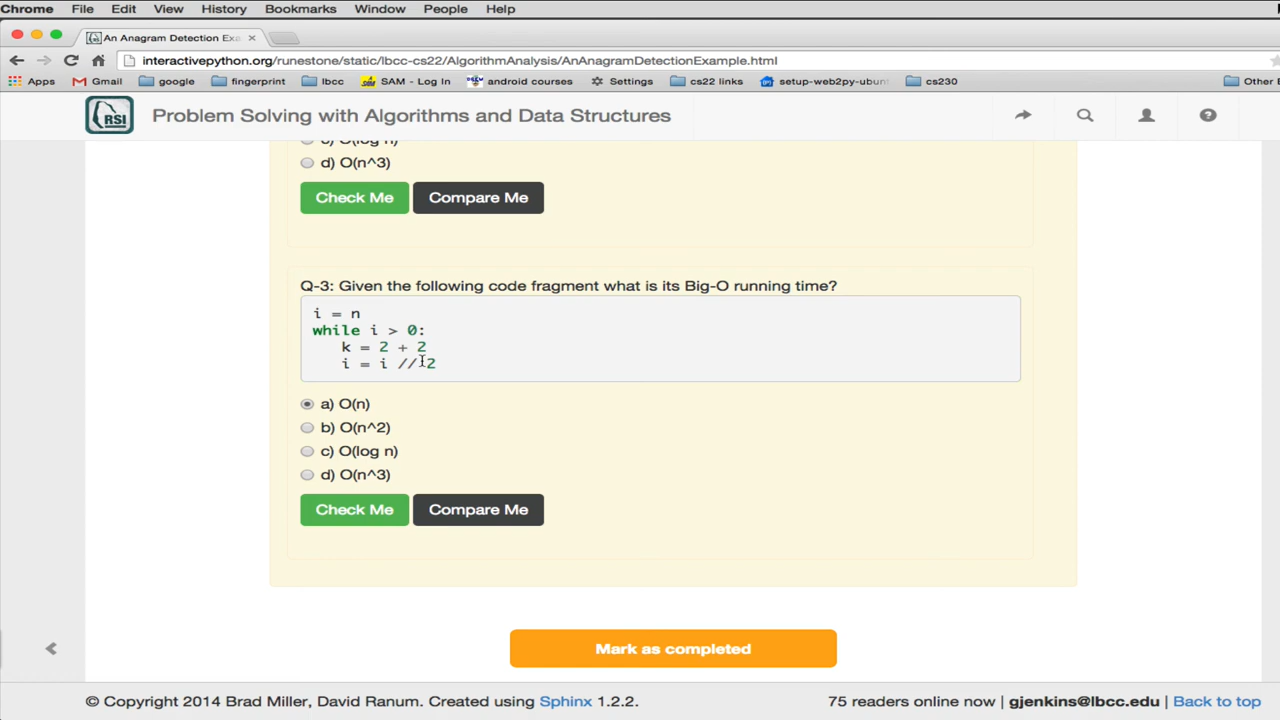 Chrome File Edit View History Bookmarks Window People Help
An Anagram Detection Exa
interactivepython.org/runestone/static/lbcc-cs22/AlgorithmAnalysis/AnAnagramDetectionExample.html
Apps Gmail google fingerprint lbcc SAM - Log In android courses Settings cs22 links setup-web2py-ubunt cs230 Other
RSI Problem Solving with Algorithms and Data Structures
c) O(log n)
d) O(n^3)
Check Me Compare Me
Q-3: Given the following code fragment what is its Big-O running time?
i = n
while i > 0:
k = 2 + 2
i = i // 2
a) O(n)
b) O(n^2)
c) O(log n)
d) O(n^3)
Check Me Compare Me
Mark as completed
© Copyright 2014 Brad Miller, David Ranum. Created using Sphinx 1.2.2. 75 readers online now | gjenkins@lbcc.edu | Back to top